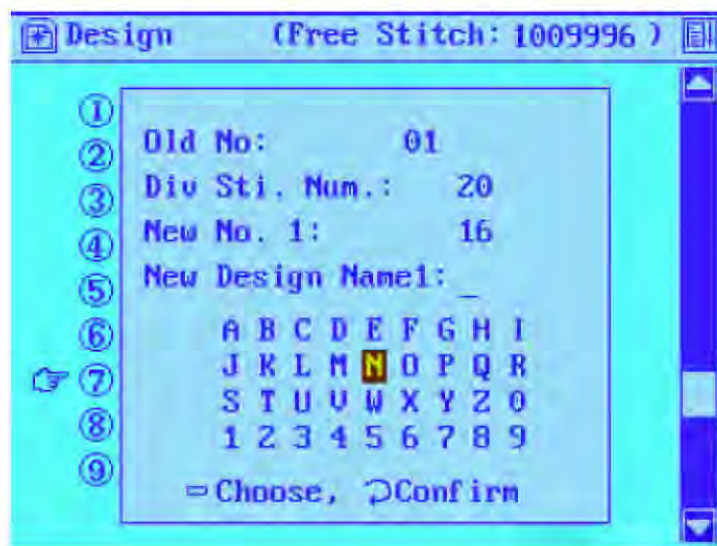 Design (Free Stitch: 1009996 )
①
②
③
④
⑤
⑥
⑦
⑧
⑨
Old No: 01
Div Sti. Num.: 20
New No. 1: 16
New Design Name1: _
A B C D E F G H I
J K L M N O P Q R
S T U V W X Y Z 0
1 2 3 4 5 6 7 8 9
Choose, Confirm